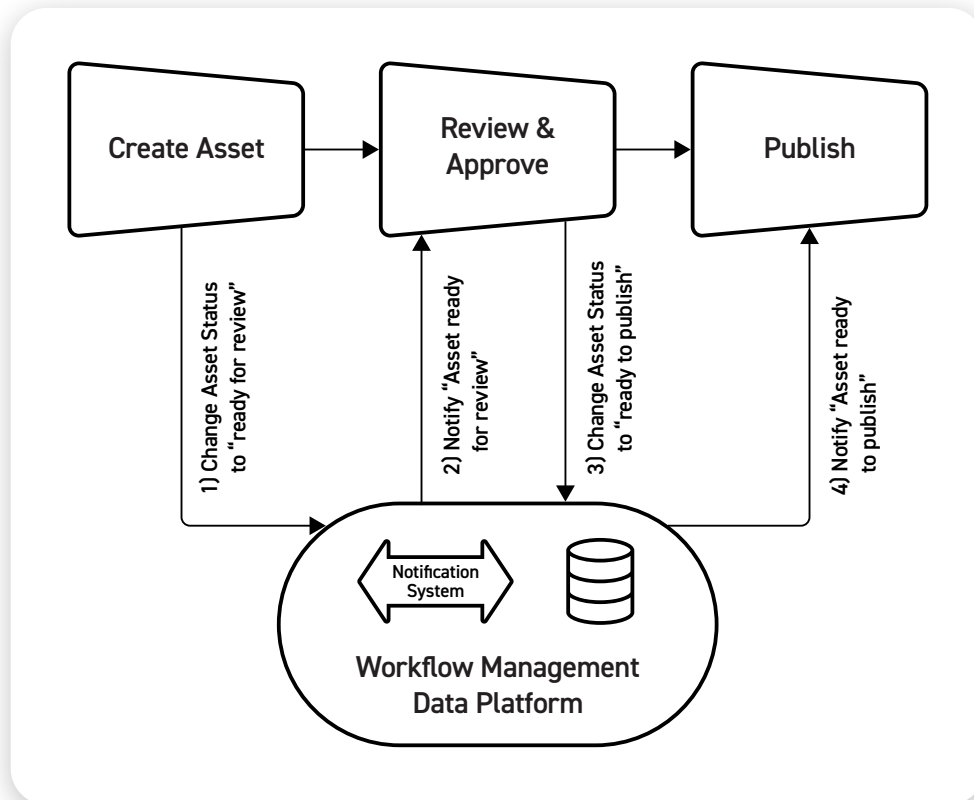 Create Asset
Review &
Approve
Publish
1) Change Asset Status
to “ready for review”
2) Notify “Asset ready
for review”
3) Change Asset Status
to “ready to publish”
4) Notify “Asset ready
to publish”
Notification
System
Workflow Management
Data Platform